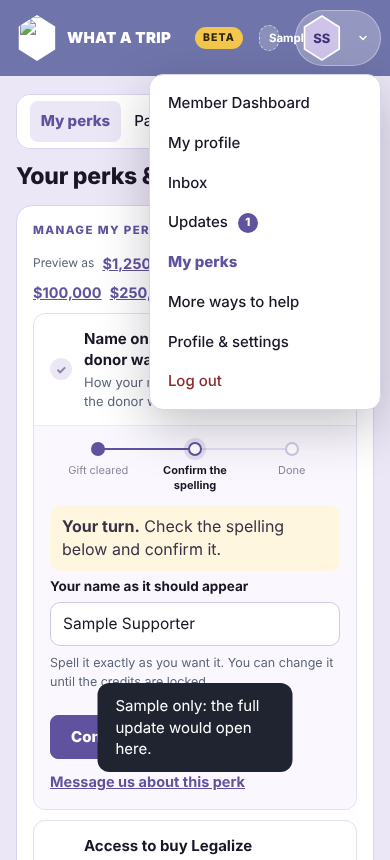 WHAT A TRIP
BETA
Sampl
SS
Member Dashboard
My profile
Inbox
Updates 1
My perks
More ways to help
Profile & settings
Log out
My perks
Your perks &
MANAGE MY PER
Preview as $1,250
$100,000 $250,
Name on
donor wa
How your
the donor
Gift cleared
Confirm the
spelling
Done
Your turn. Check the spelling
below and confirm it.
Your name as it should appear
Sample Supporter
Spell it exactly as you want it. You can change it
until the credits are locked.
Sample only: the full
update would open
here.
Con
Message us about this perk
Access to buy Legalize